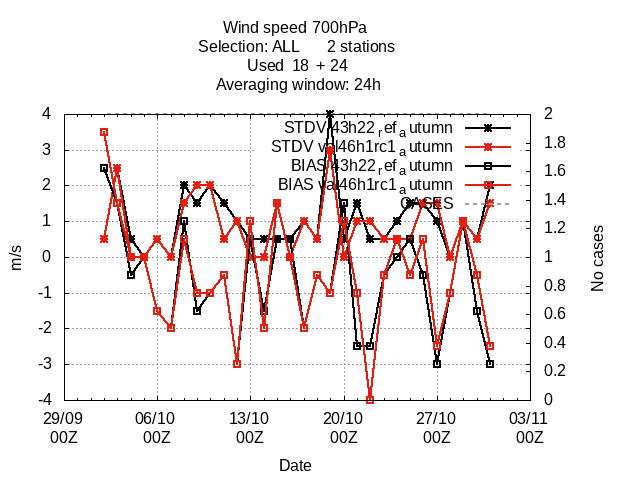 Wind speed 700hPa
Selection: ALL 2 stations
Used 18 + 24
Averaging window: 24h
4 2
STDV 43h22ref_autumn
3 1.8
STDV val46h1rc1_autumn
BIAS 43h22ref_autumn
2 1.6
BIAS val46h1rc1_autumn
CASES 1.4
1 1.2
0 1
-1 0.8
-2 0.6
0.4
-3 0.2
-4 0
m/s
No cases
29/09 06/10 13/10 20/10 27/10 03/11
00Z 00Z 00Z 00Z 00Z 00Z
Date